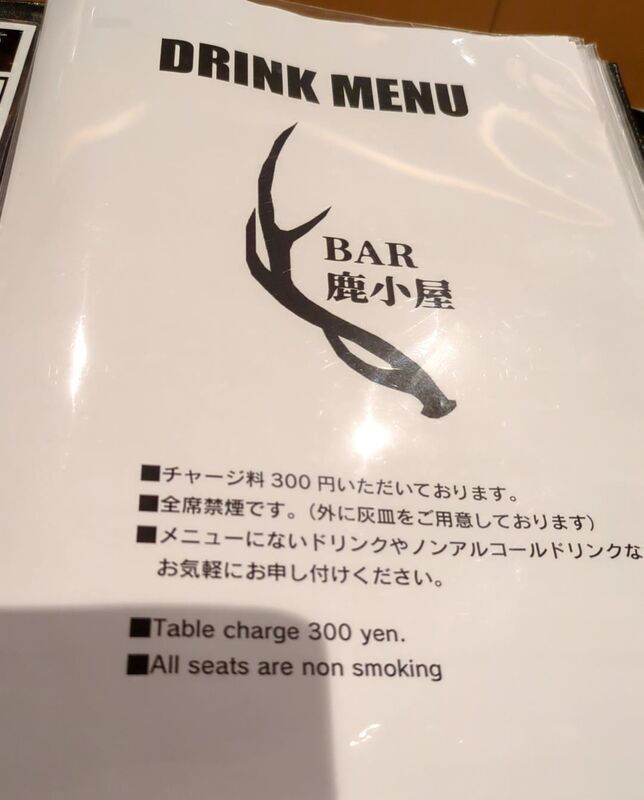 DRINK MENU
BAR
鹿小屋
■チャージ料300円いただいております。
■全席禁煙です。（外に灰皿をご用意しております）
■メニューにないドリンクやノンアルコールドリンクな
お気軽にお申し付けください。
■Table charge 300 yen.
■All seats are non smoking